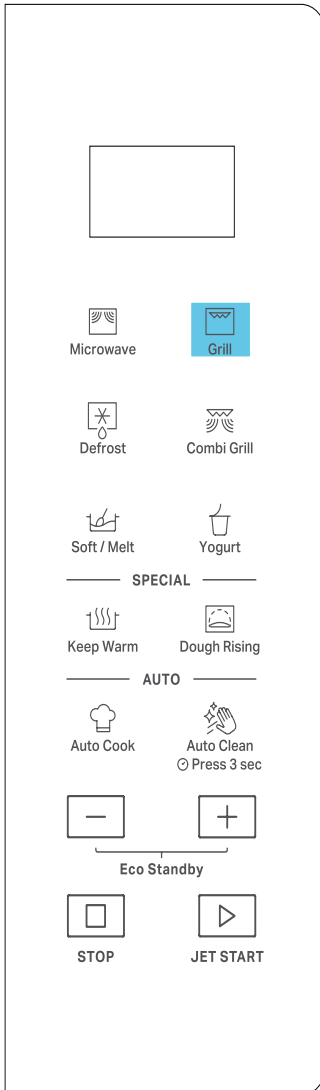 Microwave Grill
Defrost Combi Grill
Soft / Melt Yogurt
SPECIAL
Keep Warm Dough Rising
AUTO
Auto Cook Auto Clean
Press 3 sec
Eco Standby
STOP JET START